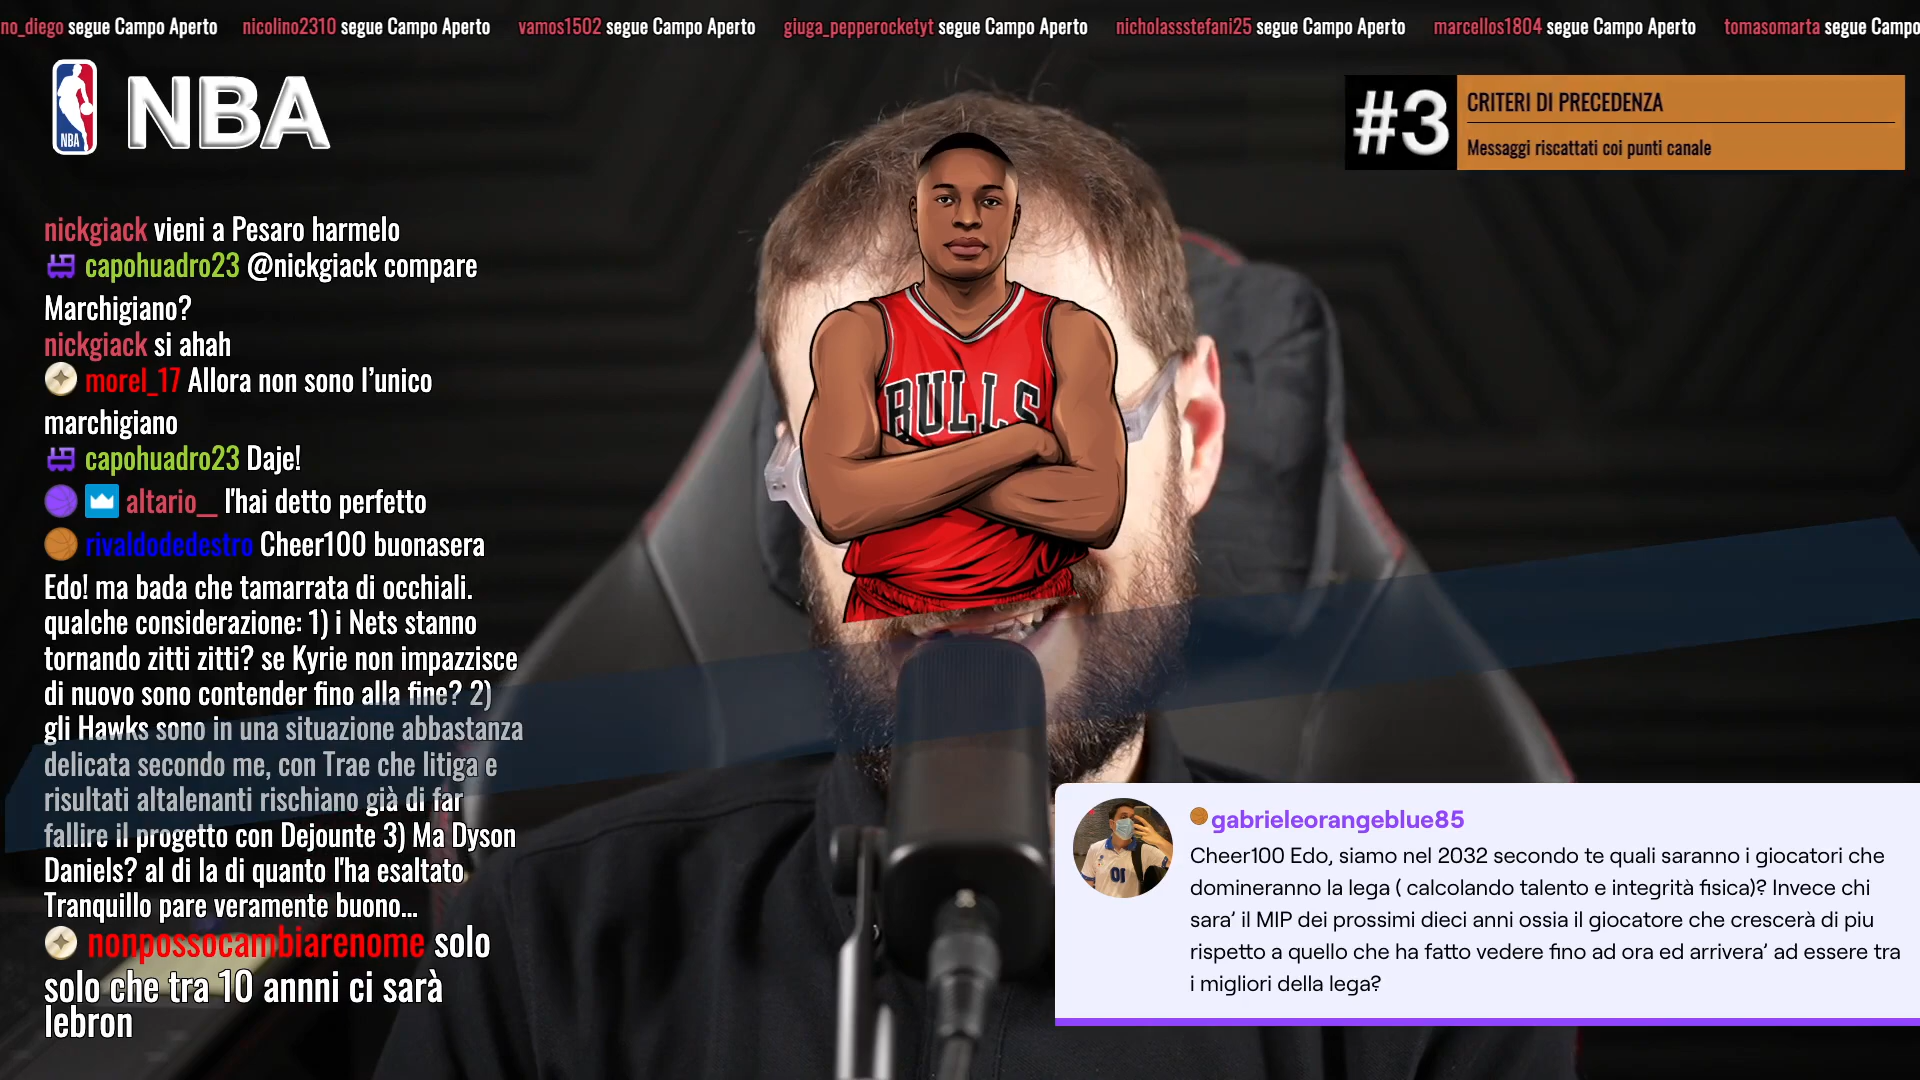 no_diego segue Campo Aperto nicolino2310 segue Campo Aperto vamos1502 segue Campo Aperto giuga_pepperocketyt segue Campo Aperto nicholassstefani25 segue Campo Aperto marcellos1804 segue Campo Aperto tomasomarta segue Campo
NBA NBA
#3 CRITERI DI PRECEDENZA
Messaggi riscattati coi punti canale
nickgiack vieni a Pesaro harmelo
capohuadro23 @nickgiack compare
Marchigiano?
nickgiack si ahah
morel_17 Allora non sono l’unico
marchigiano
capohuadro23 Daje!
altario__ l'hai detto perfetto
rivaldodedestro Cheer100 buonasera
Edo! ma bada che tamarrata di occhiali.
qualche considerazione: 1) i Nets stanno
tornando zitti zitti? se Kyrie non impazzisce
di nuovo sono contender fino alla fine? 2)
gli Hawks sono in una situazione abbastanza
delicata secondo me, con Trae che litiga e
risultati altalenanti rischiano già di far
fallire il progetto con Dejounte 3) Ma Dyson
Daniels? al di la di quanto l'ha esaltato
Tranquillo pare veramente buono...
nonpossocambiarenome solo
solo che tra 10 annni ci sarà
lebron
BULLS
gabrieleorangeblue85
Cheer100 Edo, siamo nel 2032 secondo te quali saranno i giocatori che
domineranno la lega ( calcolando talento e integrità fisica)? Invece chi
sara’ il MIP dei prossimi dieci anni ossia il giocatore che crescerà di piu
rispetto a quello che ha fatto vedere fino ad ora ed arrivera’ ad essere tra
i migliori della lega?